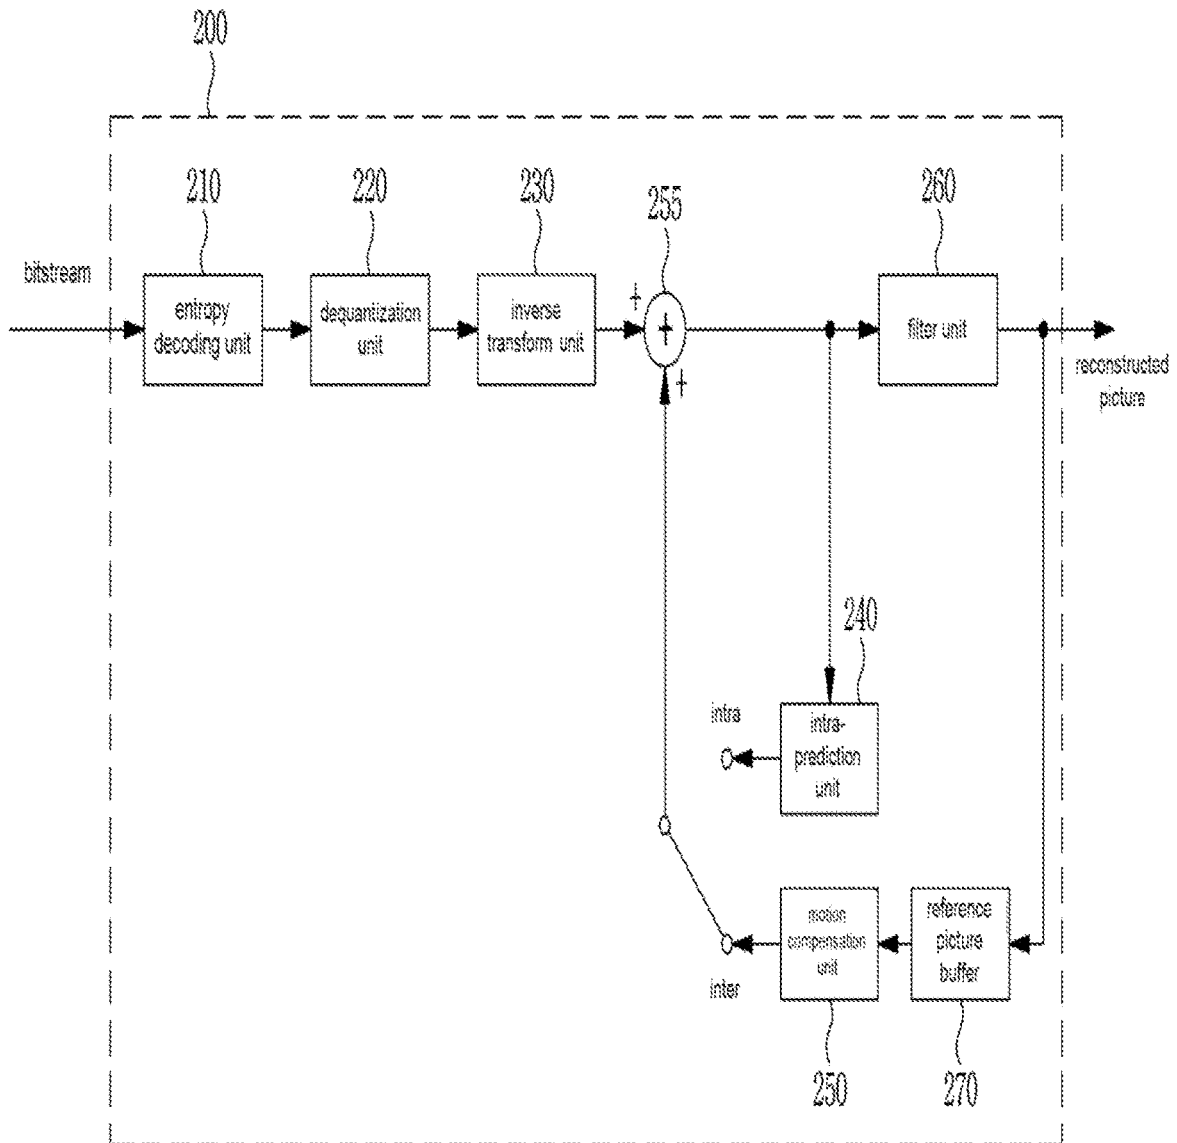 200
210
220
230
255
260
bitstream
entropy
decoding unit
dequantization
unit
inverse
transform unit
+
+
+
filter unit
reconstructed
picture
240
intra
intra-
prediction
unit
motion
compensation
unit
reference
picture
buffer
inter
250
270